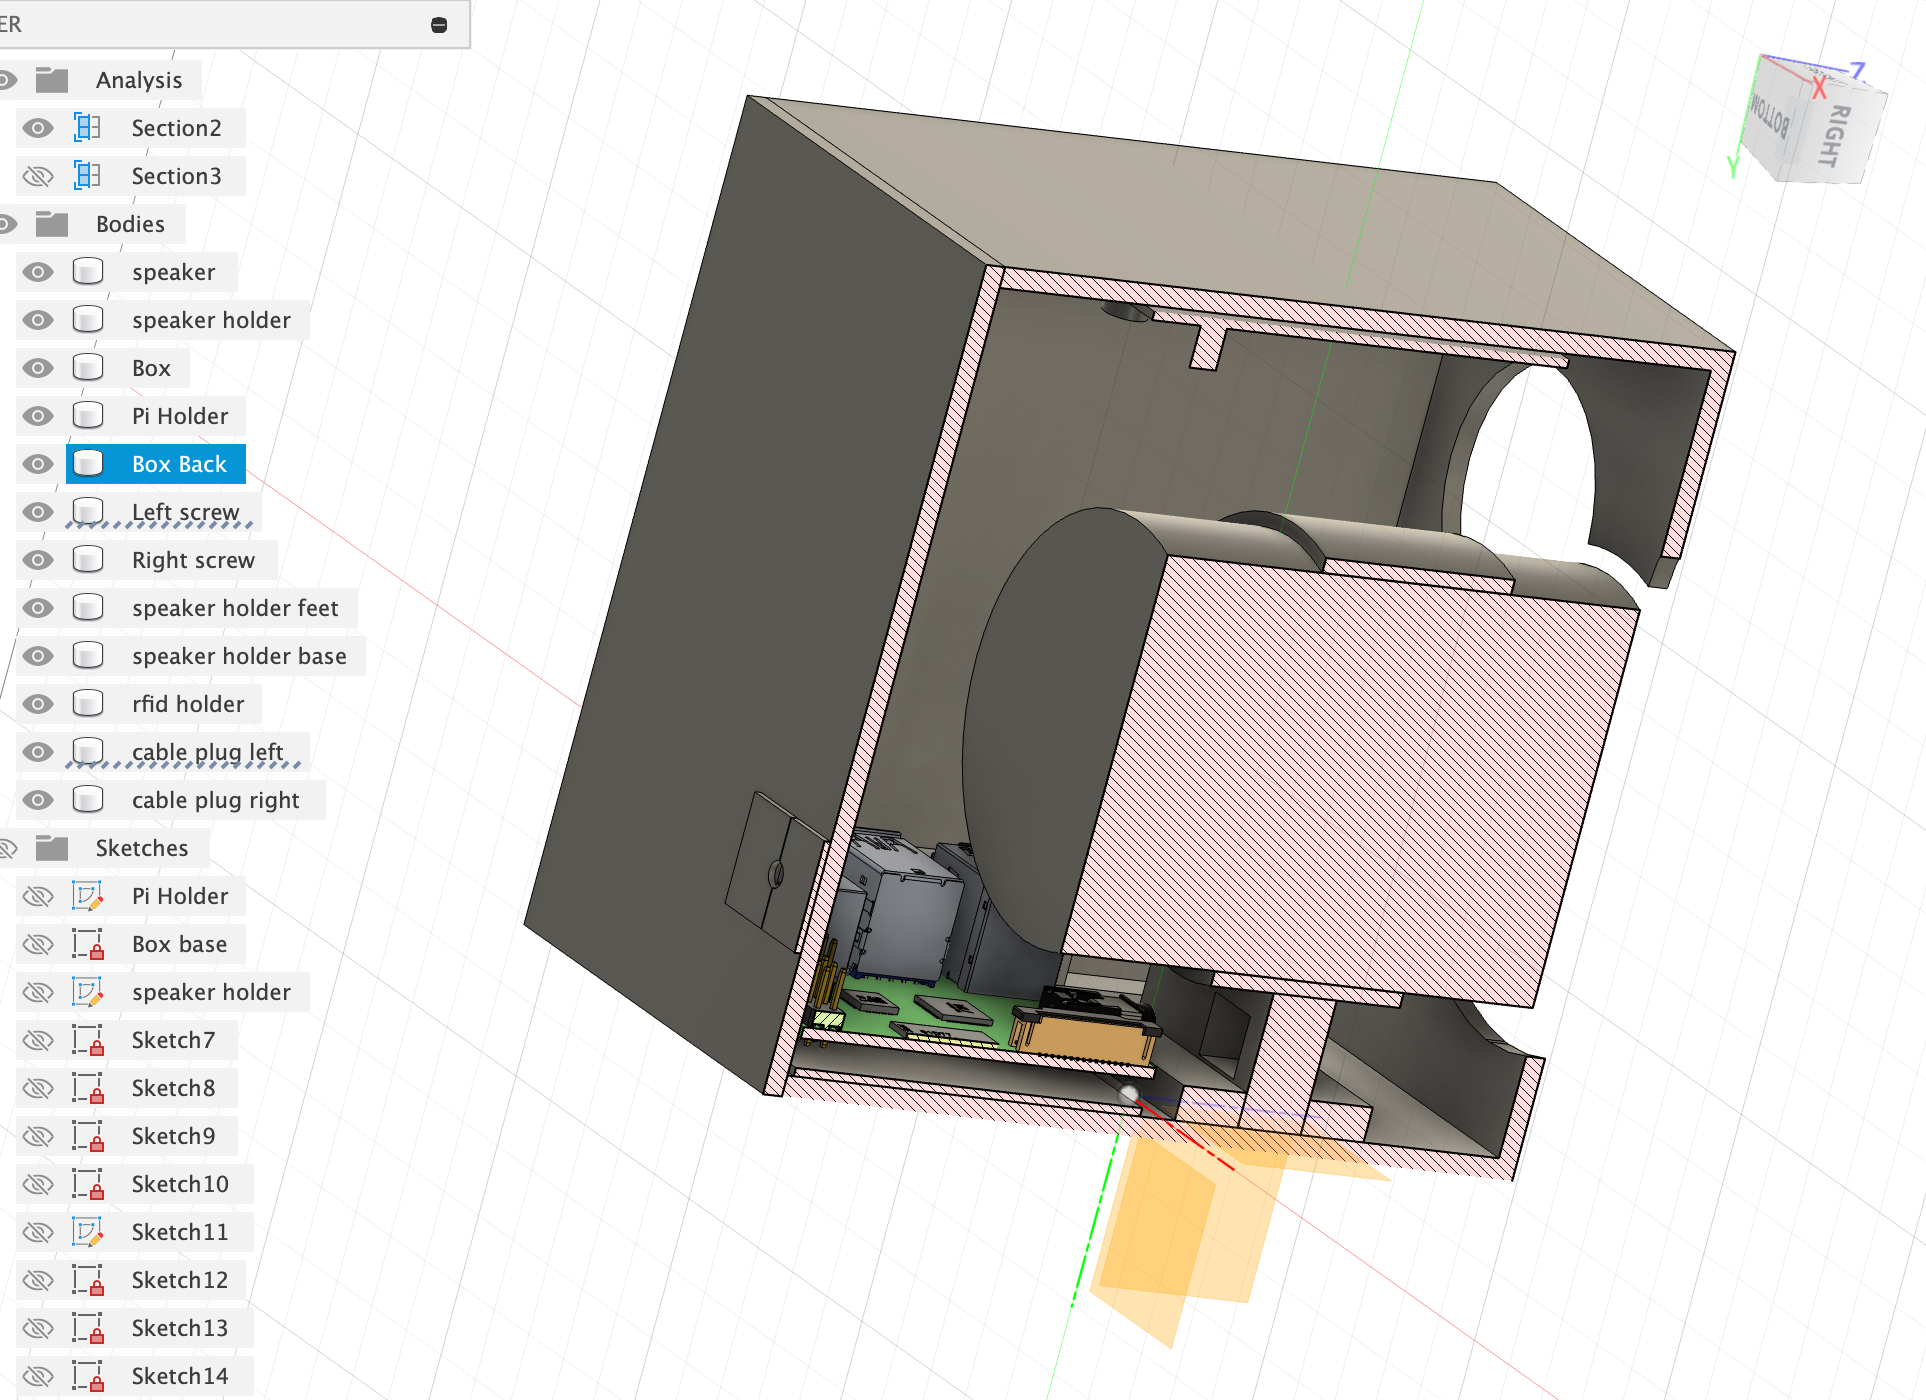 ER
Analysis
Section2
Section3
Bodies
speaker
speaker holder
Box
Pi Holder
Box Back
Left screw
Right screw
speaker holder feet
speaker holder base
rfid holder
cable plug left
cable plug right
Sketches
Pi Holder
Box base
speaker holder
Sketch7
Sketch8
Sketch9
Sketch10
Sketch11
Sketch12
Sketch13
Sketch14
Z
X
Y
BOTTOM
RIGHT